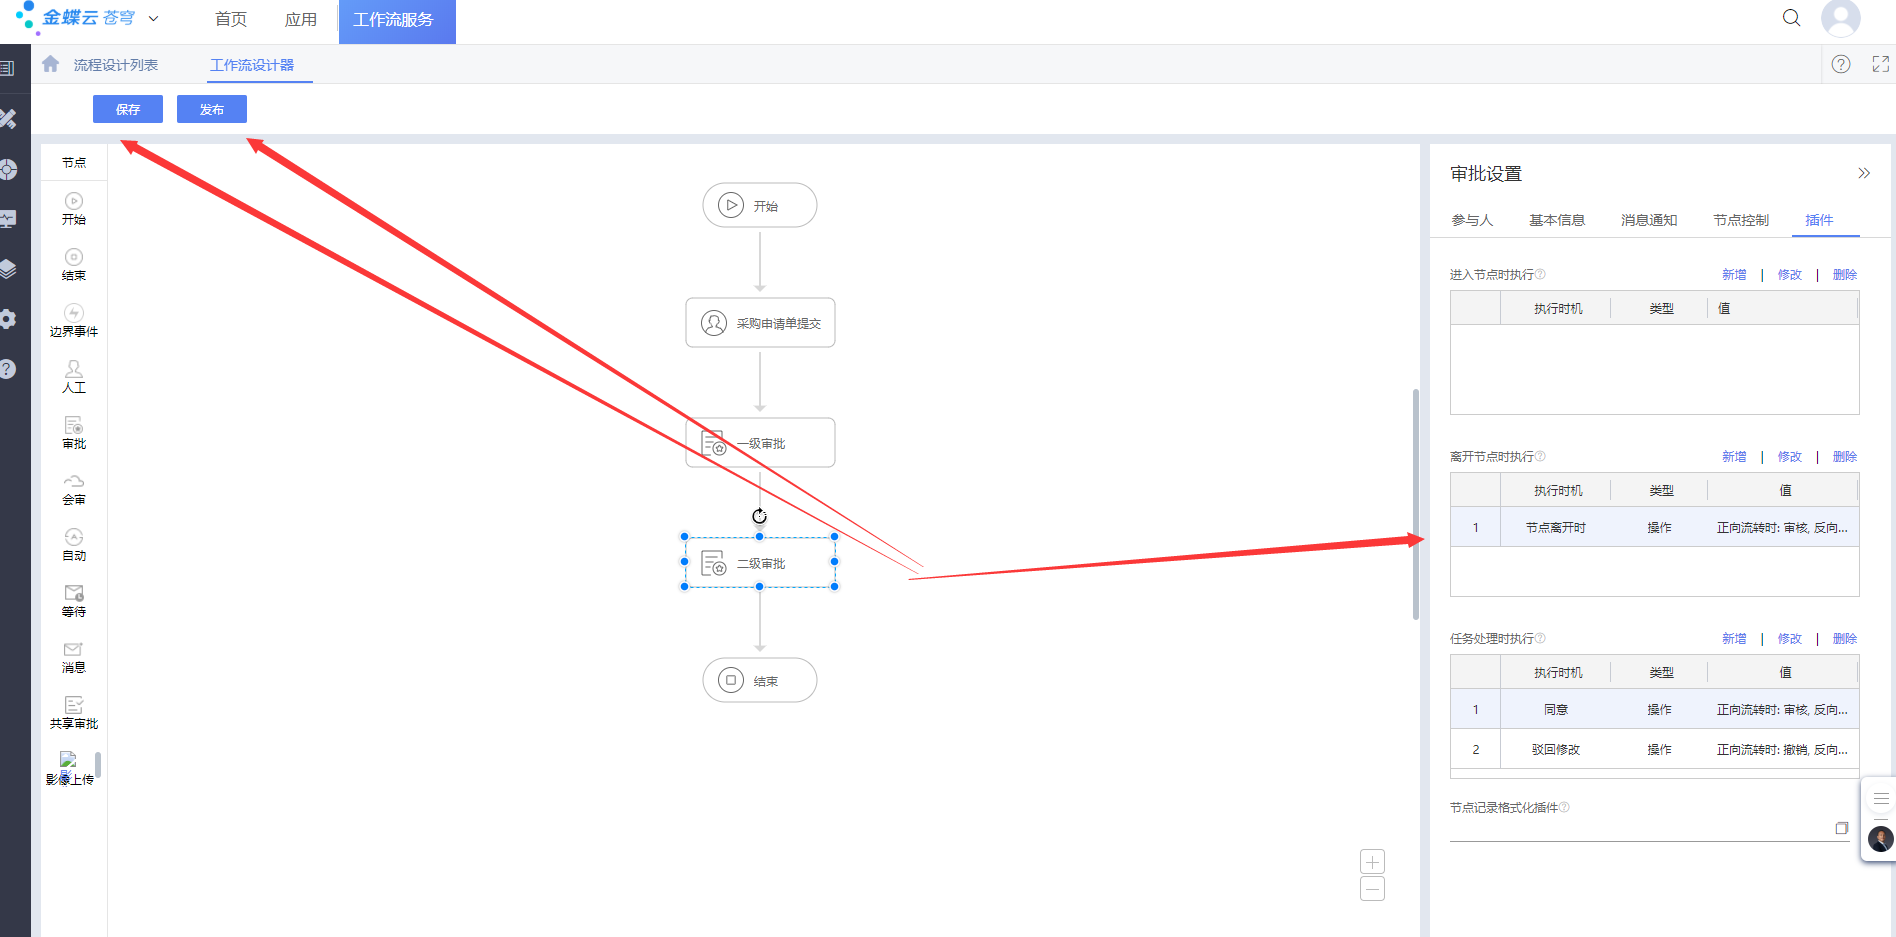 金蝶云 苍穹
首页
应用
工作流服务
流程设计列表
工作流设计器
保存
发布
节点
开始
结束
边界事件
人工
审批
会审
自动
等待
消息
共享审批
影像上传
开始
采购申请单提交
一级审批
二级审批
结束
审批设置
参与人 基本信息 消息通知 节点控制 插件
进入节点时执行 新增 | 修改 | 删除
执行时机 类型 值
离开节点时执行 新增 | 修改 | 删除
执行时机 类型 值
1 节点离开时 操作 正向流转时: 审核, 反向...
任务处理时执行 新增 | 修改 | 删除
执行时机 类型 值
1 同意 操作 正向流转时: 审核, 反向...
2 驳回修改 操作 正向流转时: 撤销, 反向...
节点记录格式化插件